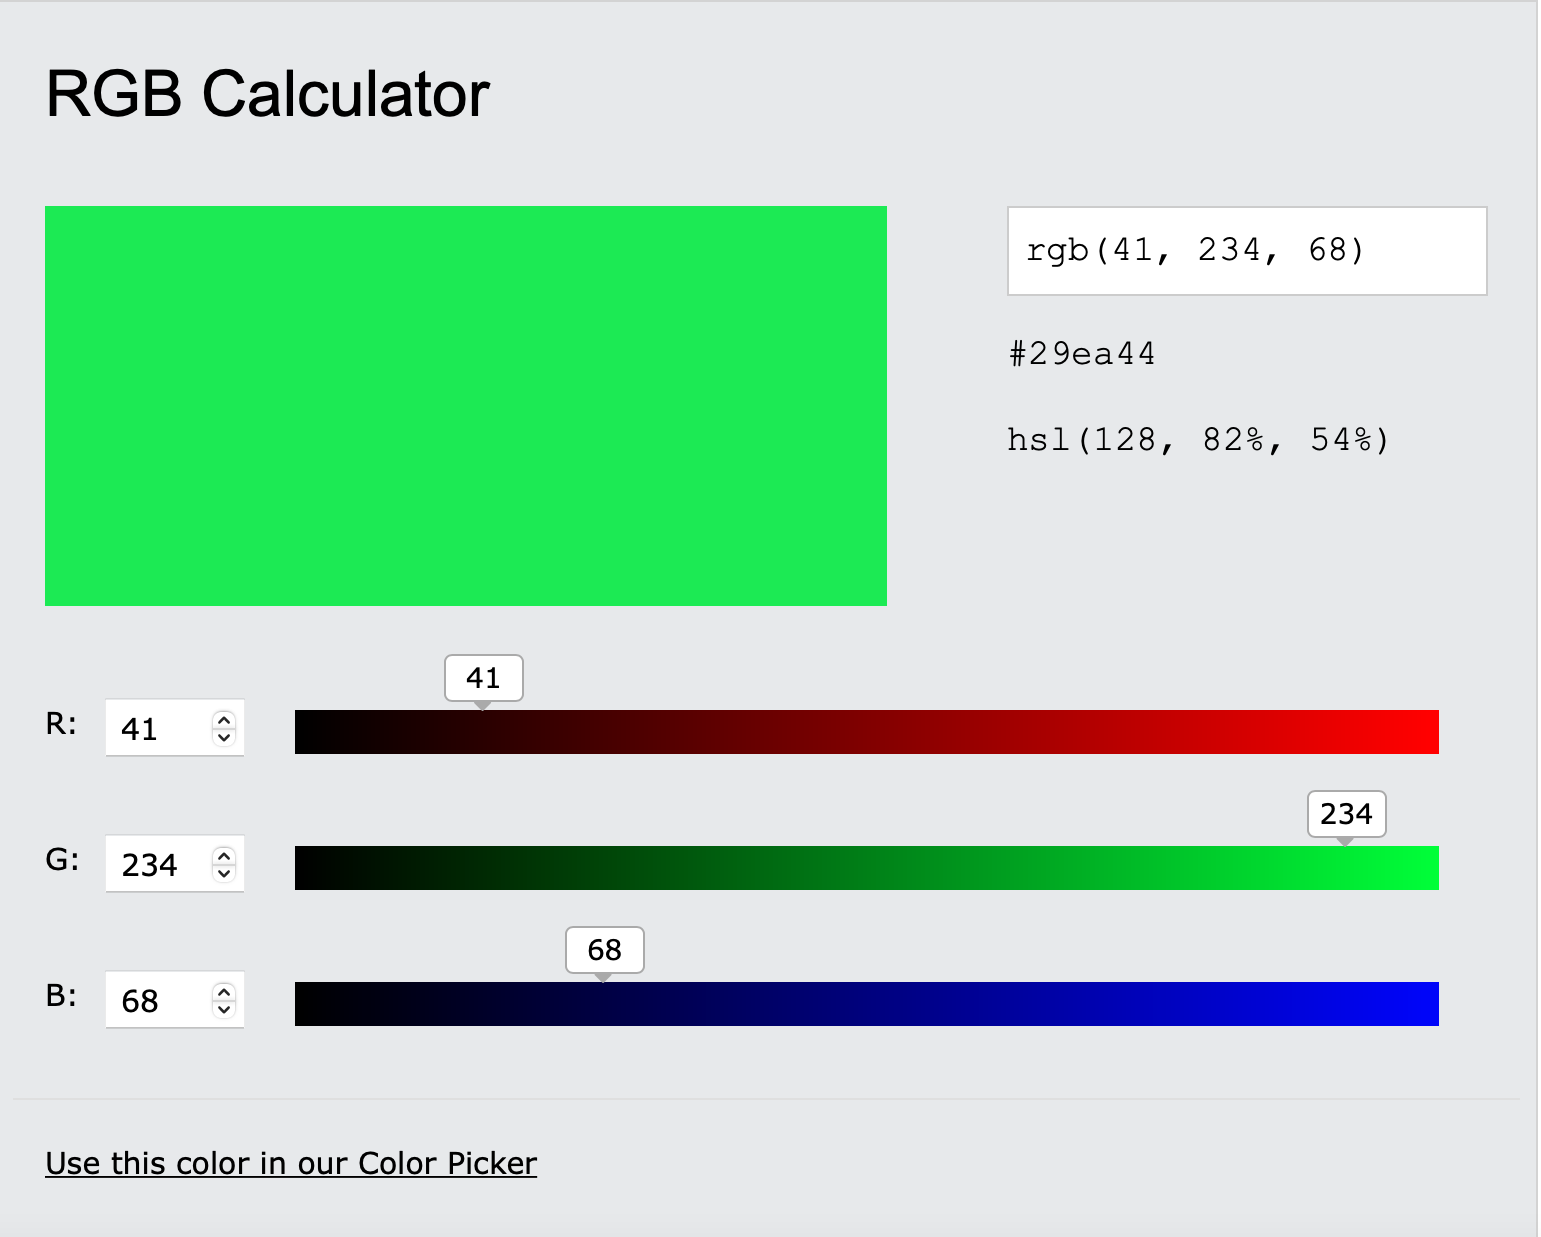 RGB Calculator
rgb(41, 234, 68)
#29ea44
hsl(128, 82%, 54%)
41
R: 41
234
G: 234
68
B: 68
Use this color in our Color Picker